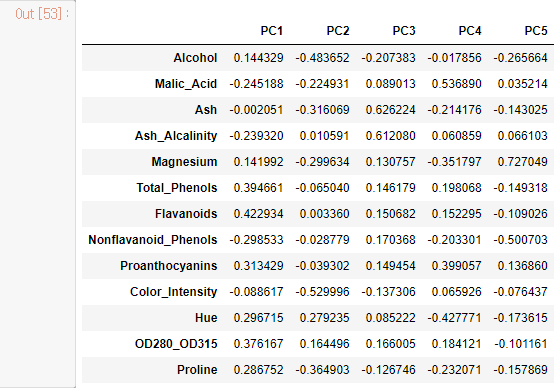 Out [53]:
PC1 PC2 PC3 PC4 PC5
Alcohol 0.144329 -0.483652 -0.207383 -0.017856 -0.265664
Malic_Acid -0.245188 -0.224931 0.089013 0.536890 0.035214
Ash -0.002051 -0.316069 0.626224 -0.214176 -0.143025
Ash_Alcalinity -0.239320 0.010591 0.612080 0.060859 0.066103
Magnesium 0.141992 -0.299634 0.130757 -0.351797 0.727049
Total_Phenols 0.394661 -0.065040 0.146179 0.198068 -0.149318
Flavanoids 0.422934 0.003360 0.150682 0.152295 -0.109026
Nonflavanoid_Phenols -0.298533 -0.028779 0.170368 -0.203301 -0.500703
Proanthocyanins 0.313429 -0.039302 0.149454 0.399057 0.136860
Color_Intensity -0.088617 -0.529996 -0.137306 0.065926 -0.076437
Hue 0.296715 0.279235 0.085222 -0.427771 -0.173615
OD280_OD315 0.376167 0.164496 0.166005 0.184121 -0.101161
Proline 0.286752 -0.364903 -0.126746 -0.232071 -0.157869